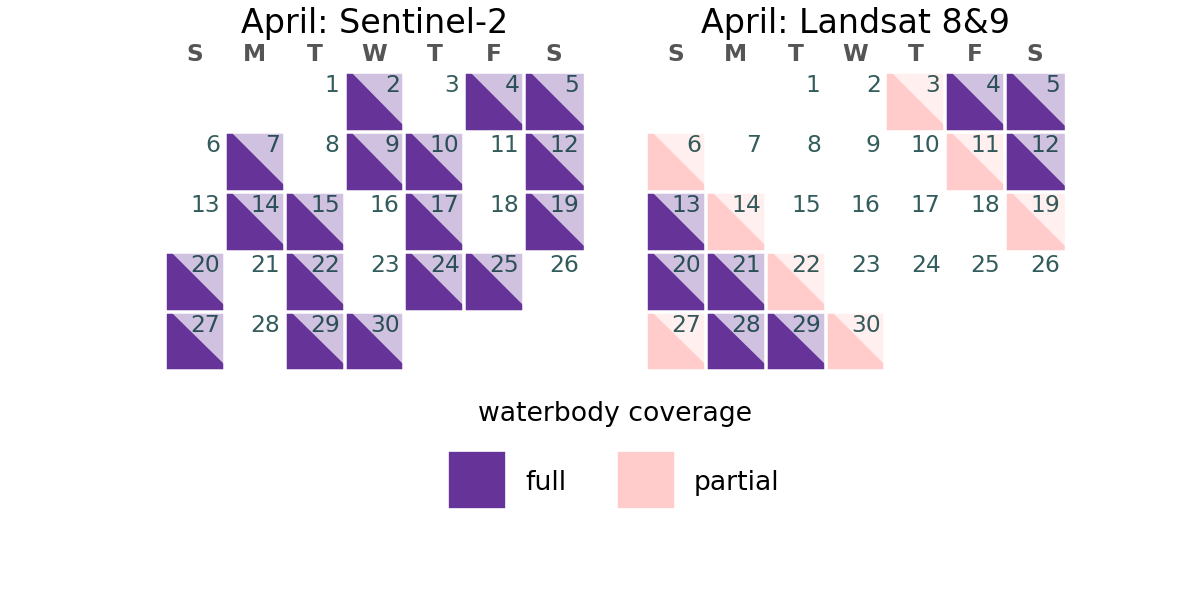 April: Sentinel-2
S M T W T F S
1 2 3 4 5
6 7 8 9 10 11 12
13 14 15 16 17 18 19
20 21 22 23 24 25 26
27 28 29 30
April: Landsat 8&9
S M T W T F S
1 2 3 4 5
6 7 8 9 10 11 12
13 14 15 16 17 18 19
20 21 22 23 24 25 26
27 28 29 30
waterbody coverage
full partial